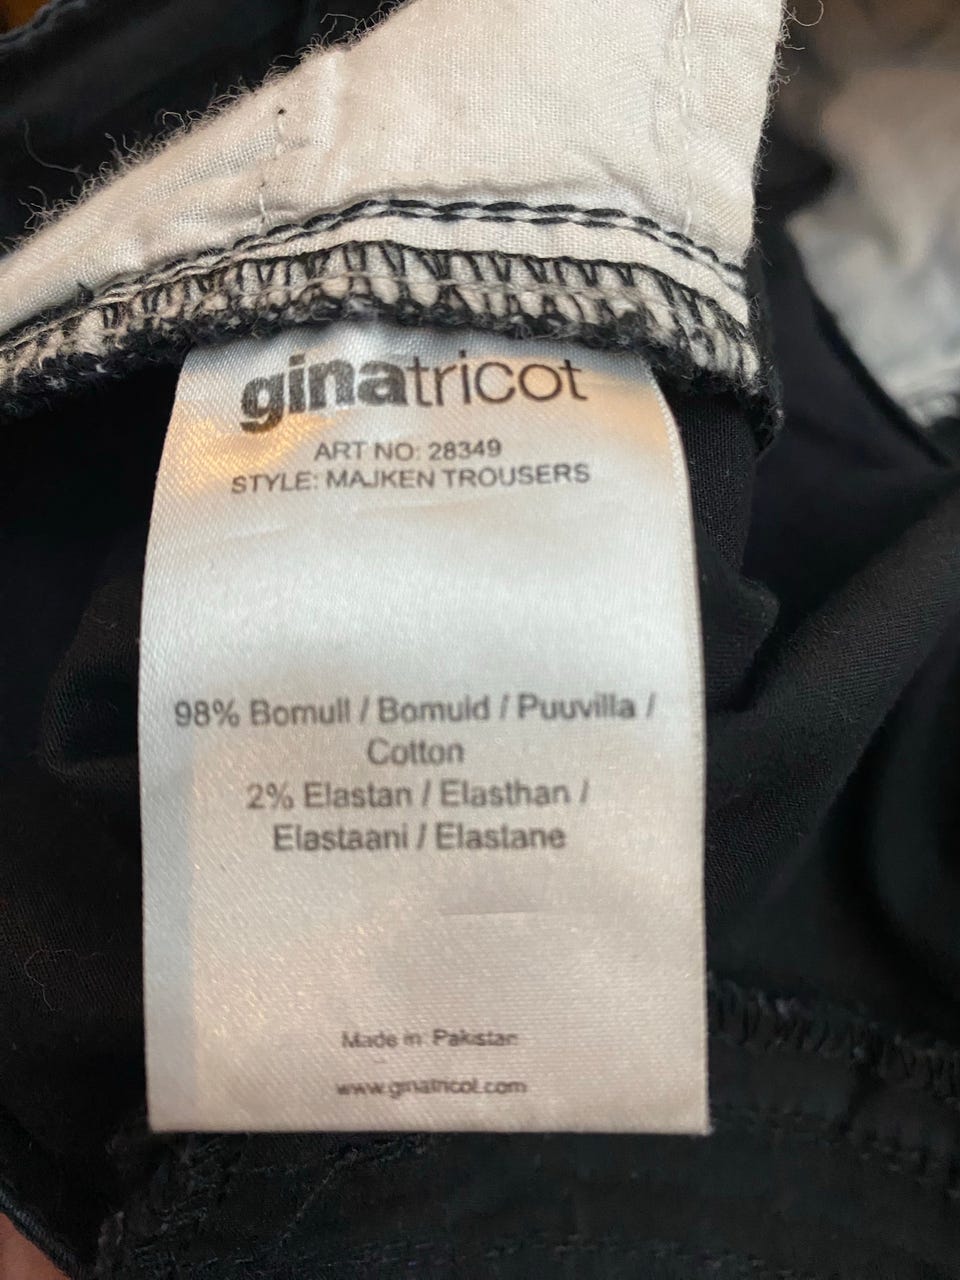 ginatricot
ART NO: 28349
STYLE: MAJKEN TROUSERS
98% Bomull / Bomuld / Puuvilla /
Cotton
2% Elastan / Elasthan /
Elastaani / Elastane
Made in Pakistan
www.ginatricot.com